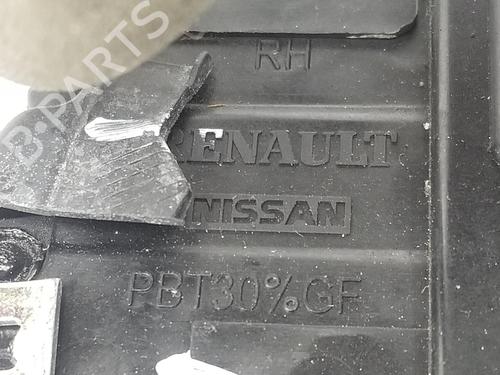 B-PARTS
RH
RENAULT
NISSAN
PBT30%GF